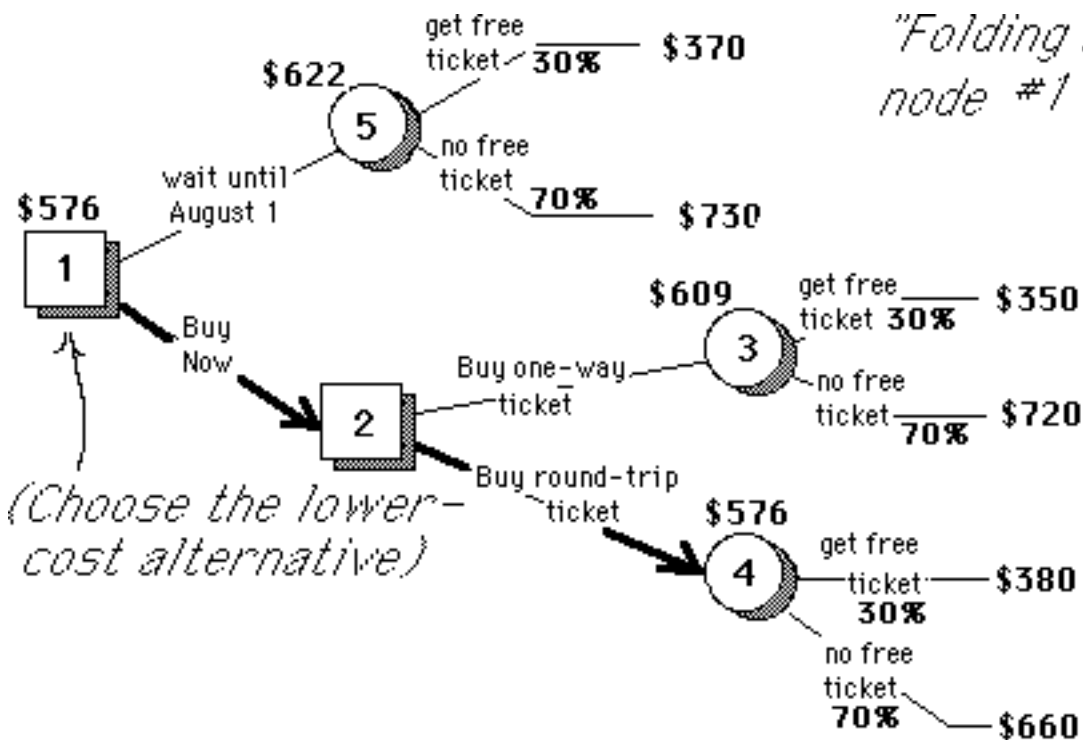 get free
ticket 30% $370
$622
5
no free
ticket
70% $730
wait until
August 1
$576
1
"Folding
node #1
Buy
Now
2
$609
3
get free
ticket 30% $350
no free
ticket
70% $720
Buy one-way
ticket
Buy round-trip
ticket
$576
4
get free
ticket
30% $380
no free
ticket
70% $660
(Choose the lower-
cost alternative)